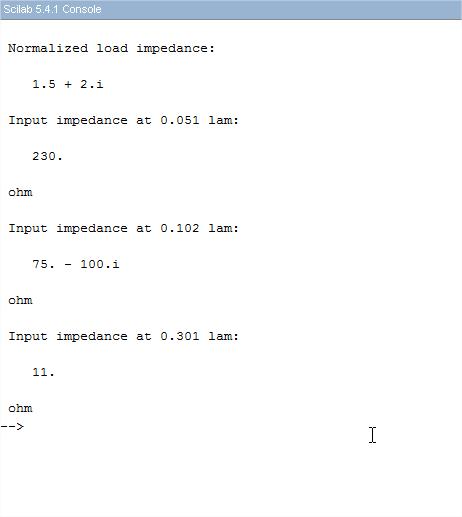 Scilab 5.4.1 Console
Normalized load impedance:
1.5 + 2.i
Input impedance at 0.051 lam:
230.
ohm
Input impedance at 0.102 lam:
75. - 100.i
ohm
Input impedance at 0.301 lam:
11.
ohm
-->